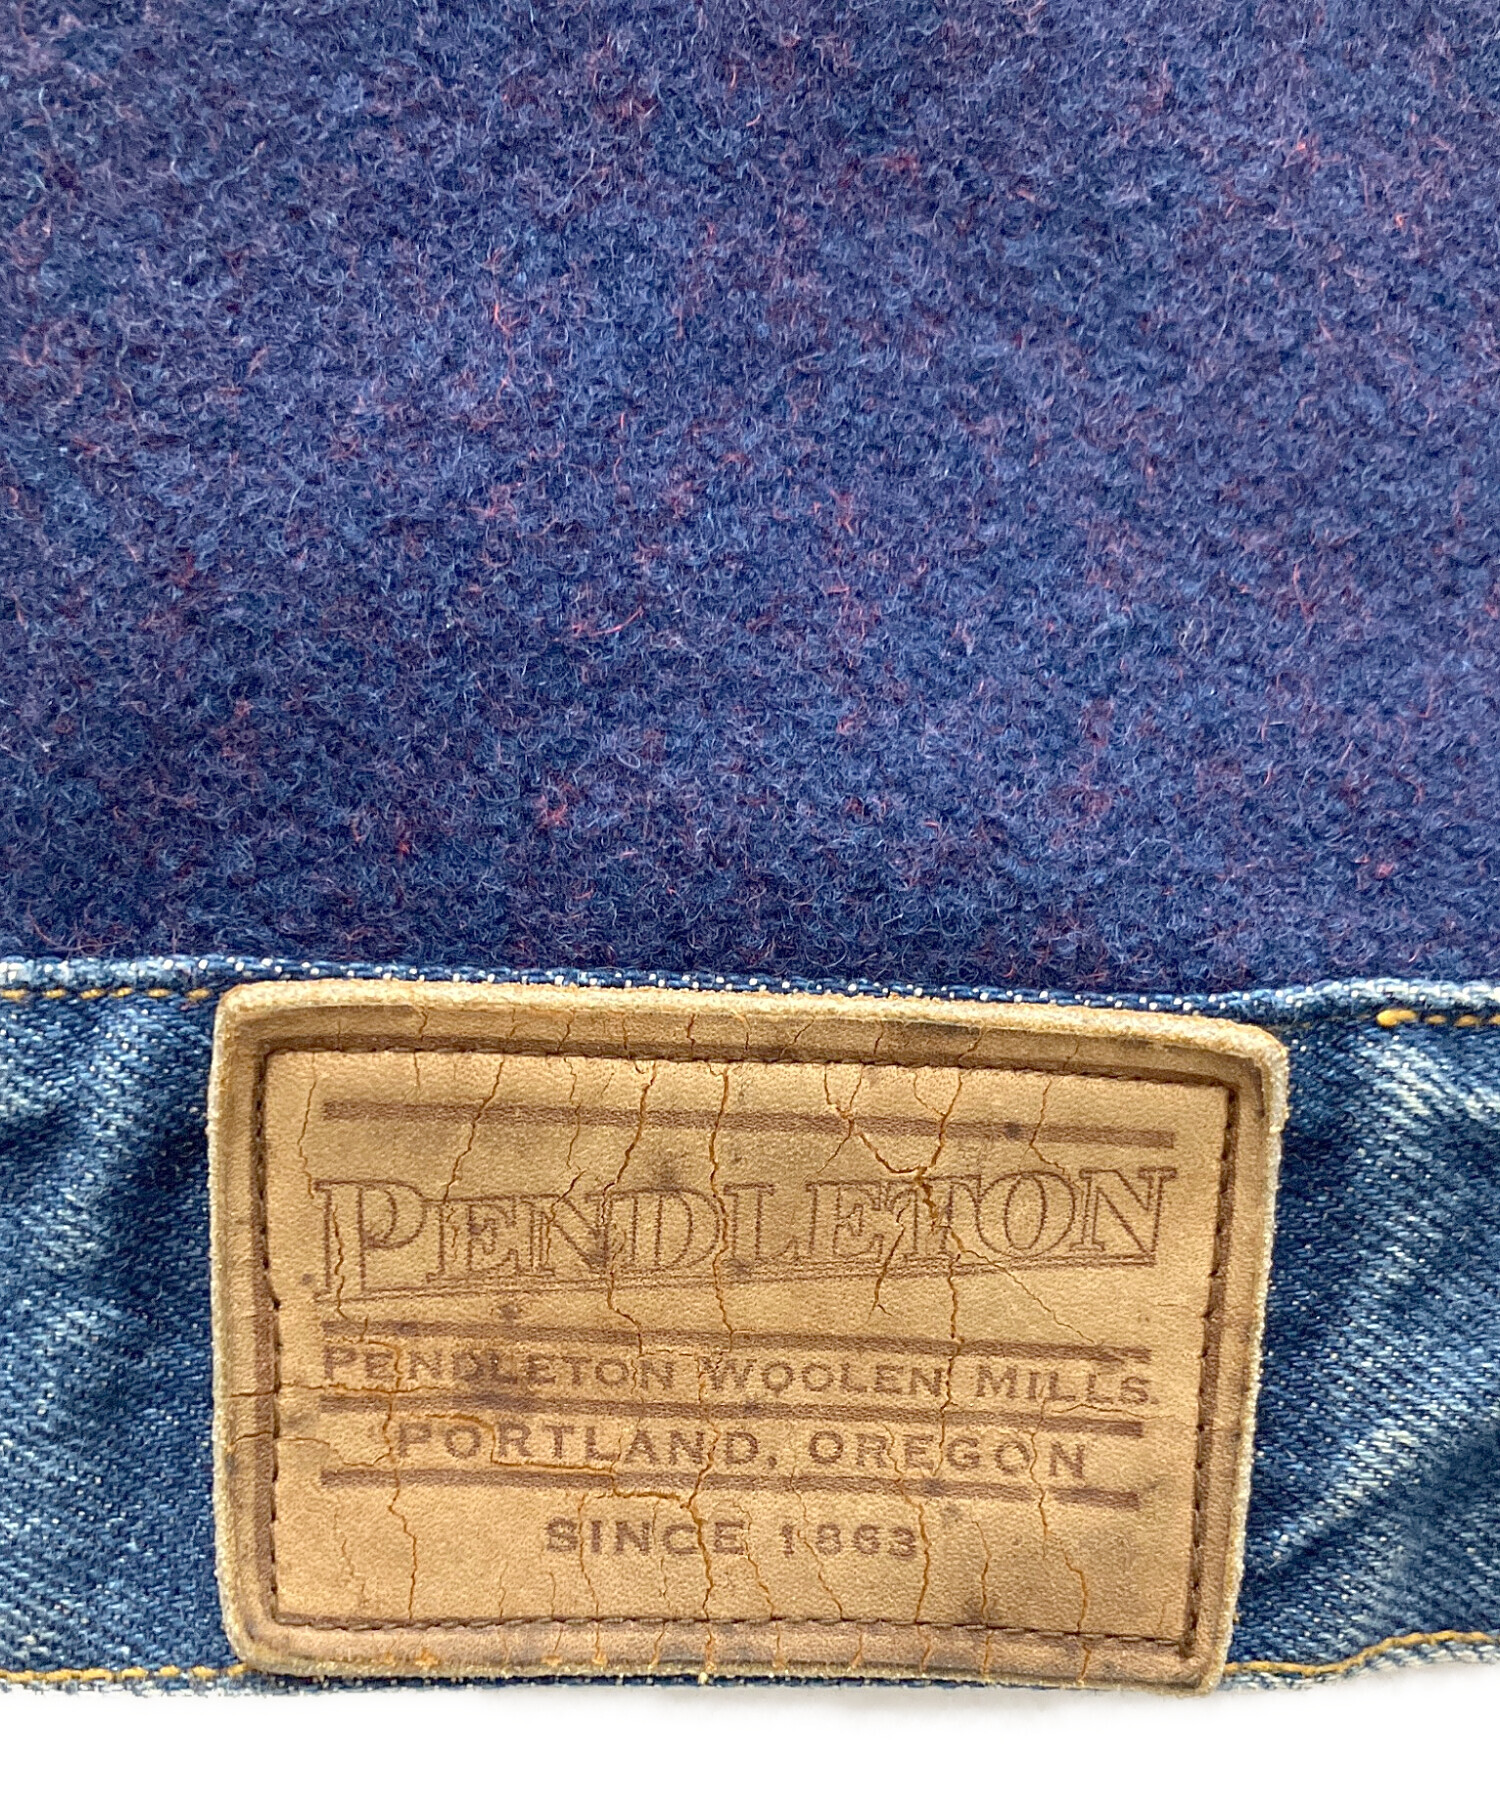 PENDLETON
PENDLETON WOOLEN MILLS.
PORTLAND, OREGON
SINCE 1863